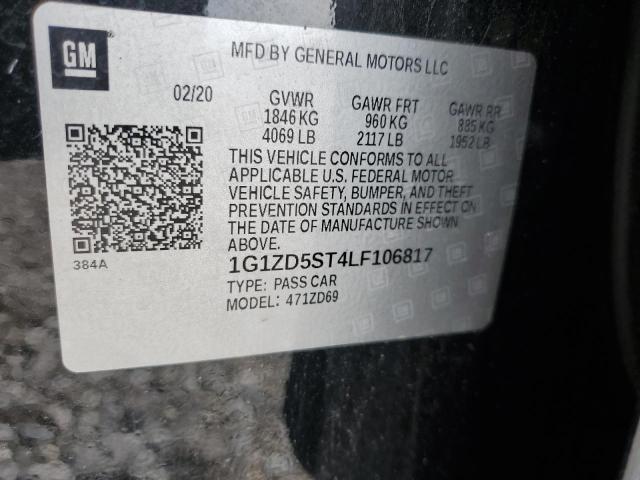 GM
MFD BY GENERAL MOTORS LLC
02/20 GVWR GAWR FRT GAWR RR
1846 KG 960 KG 885 KG
4069 LB 2117 LB 1952 LB
THIS VEHICLE CONFORMS TO ALL
APPLICABLE U.S. FEDERAL MOTOR
VEHICLE SAFETY, BUMPER, AND THEFT
PREVENTION STANDARDS IN EFFECT ON
THE DATE OF MANUFACTURE SHOWN
ABOVE.
384A
1G1ZD5ST4LF106817
TYPE: PASS CAR
MODEL: 471ZD69